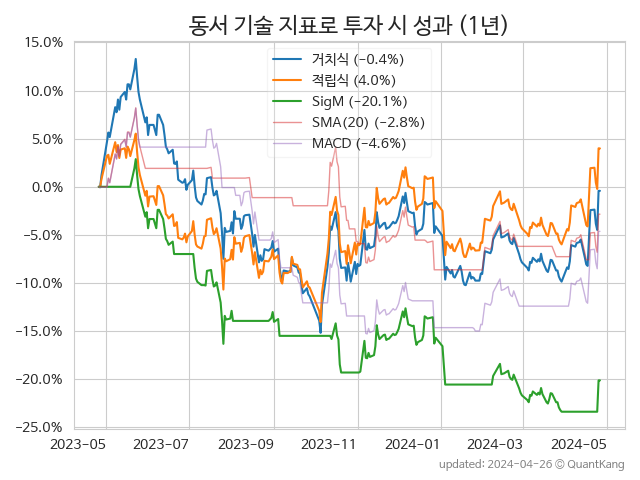 동서 기술 지표로 투자 시 성과 (1년)
15.0%
10.0%
5.0%
0.0%
−5.0%
−10.0%
−15.0%
−20.0%
−25.0%
거치식 (−0.4%)
적립식 (4.0%)
SigM (−20.1%)
SMA(20) (−2.8%)
MACD (−4.6%)
2023-05 2023-07 2023-09 2023-11 2024-01 2024-03 2024-05
updated: 2024-04-26 © QuantKang